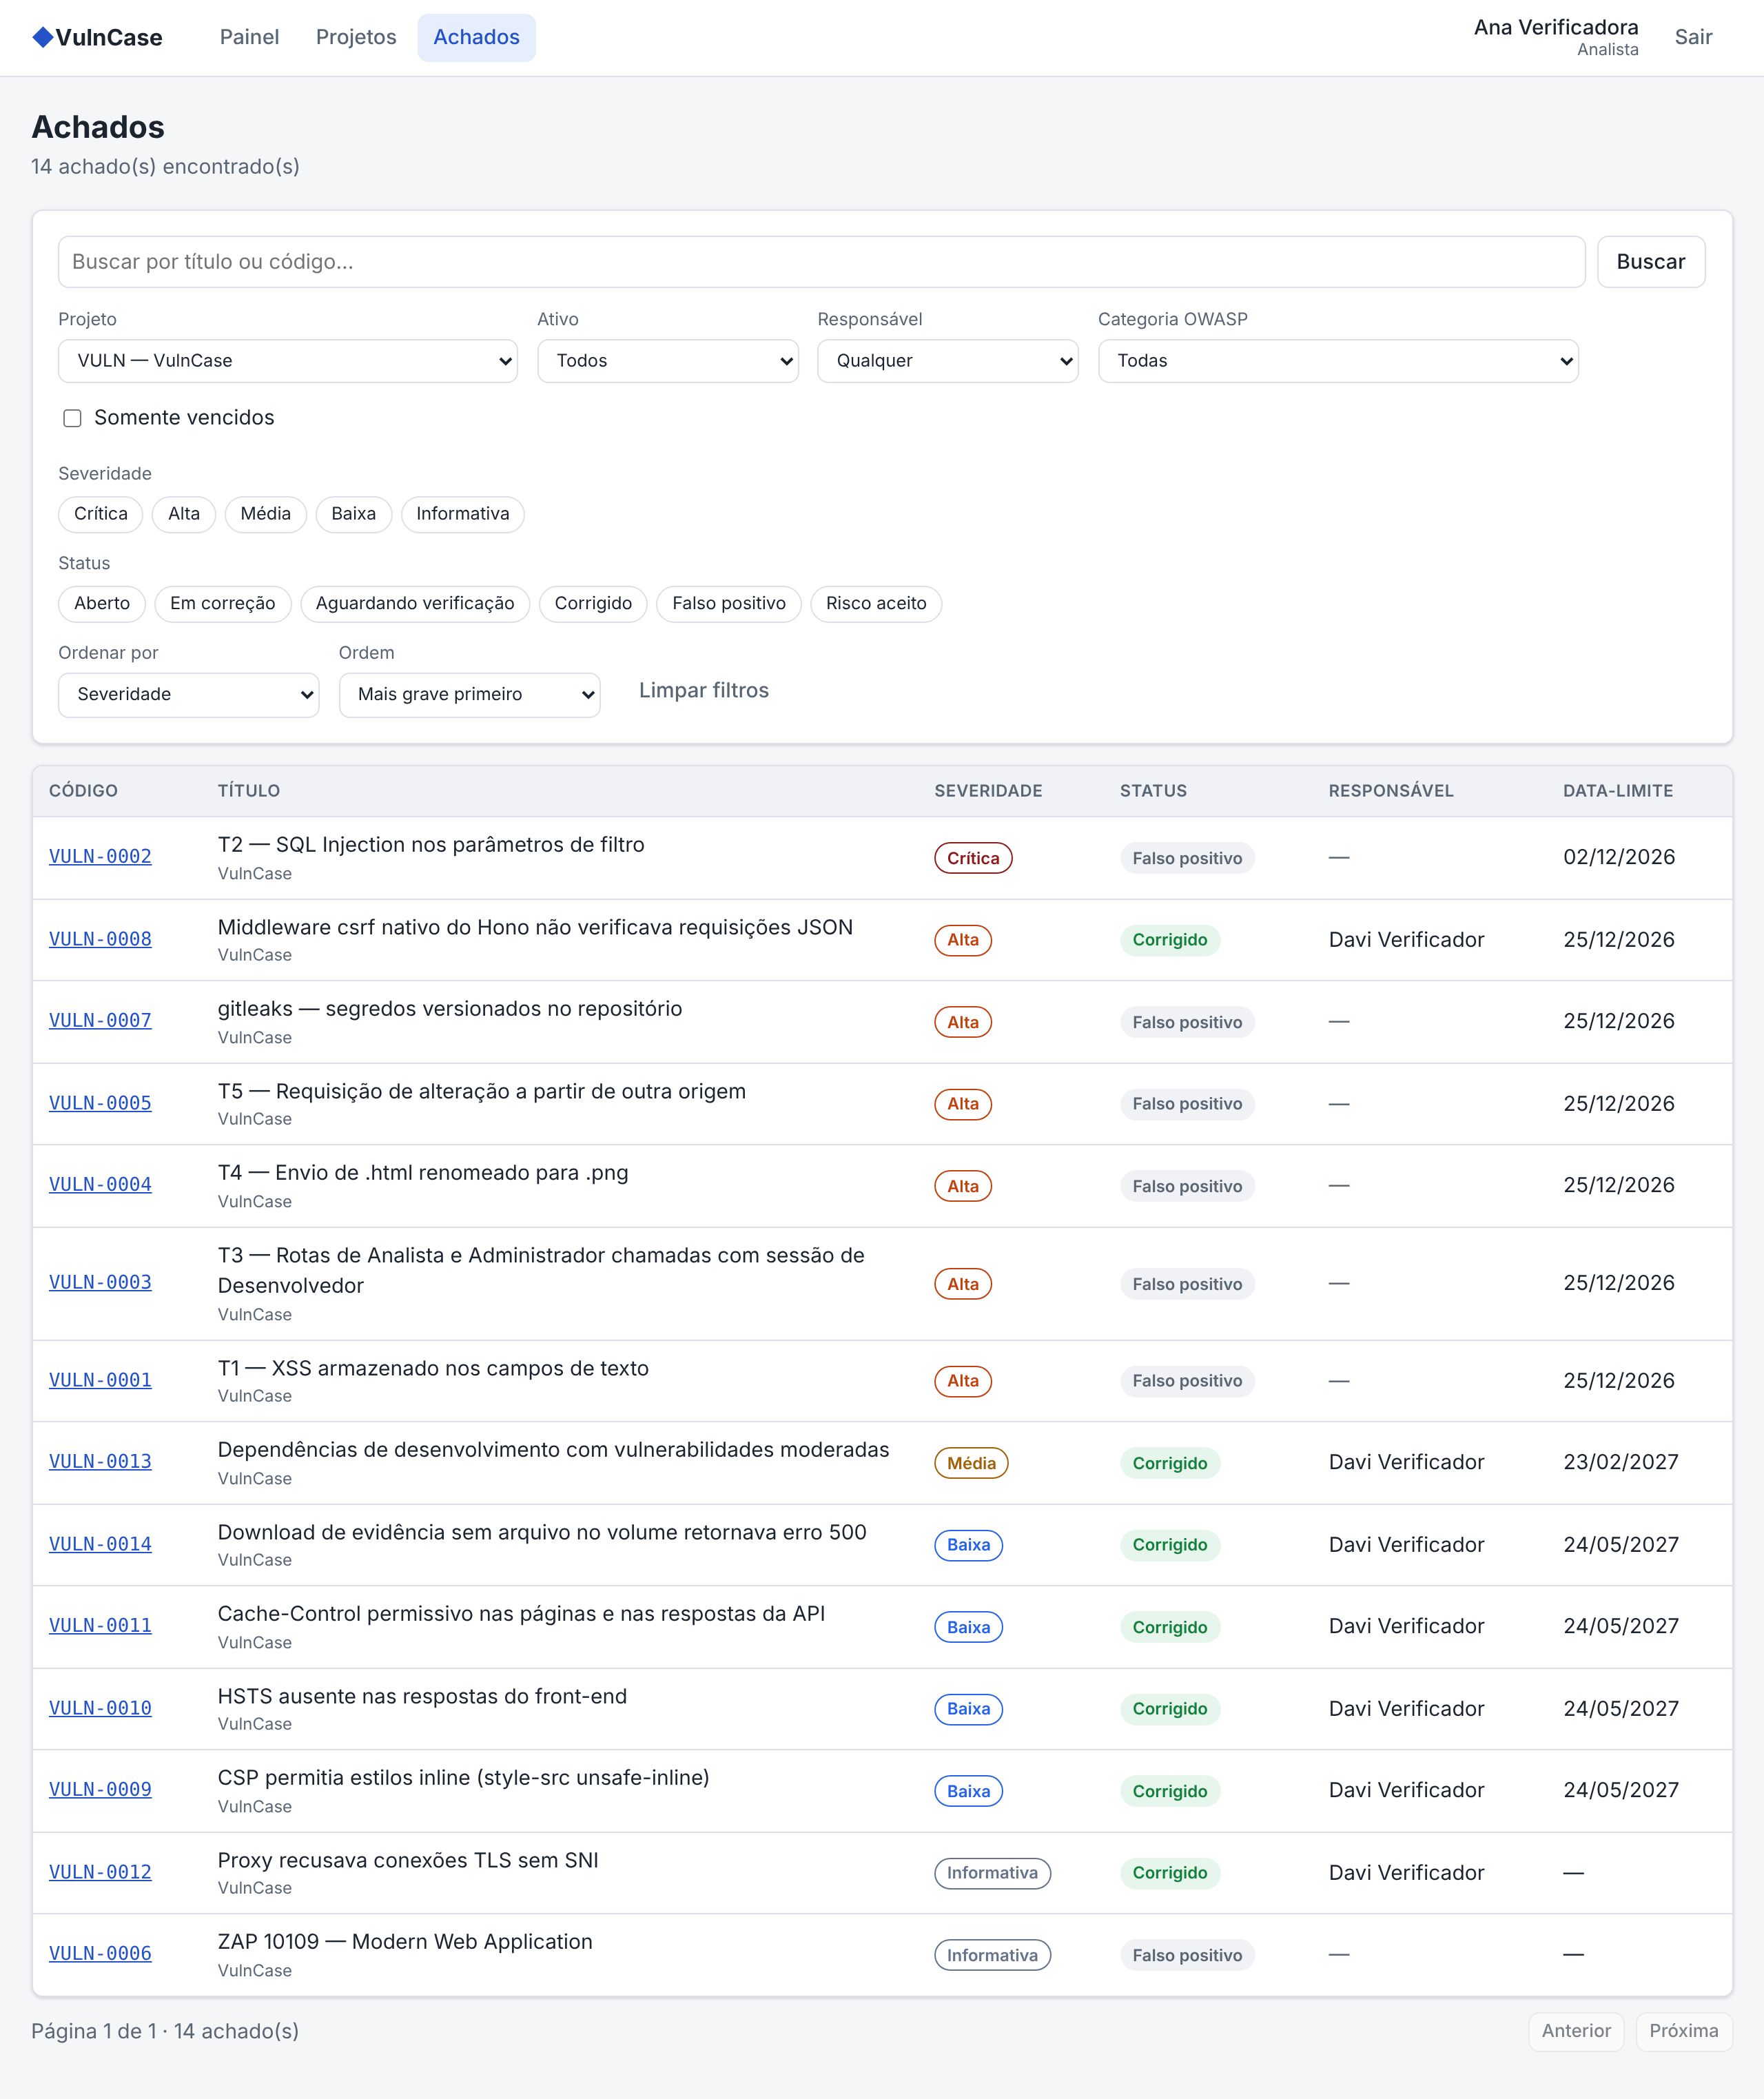 VulnCase Painel Projetos Achados Ana Verificadora Sair
Analista
Achados
14 achado(s) encontrado(s)
Buscar por título ou código... Buscar
Projeto Ativo Responsável Categoria OWASP
VULN — VulnCase Todos Qualquer Todas
Somente vencidos
Severidade
Crítica Alta Média Baixa Informativa
Status
Aberto Em correção Aguardando verificação Corrigido Falso positivo Risco aceito
Ordenar por Ordem
Severidade Mais grave primeiro Limpar filtros
CÓDIGO TÍTULO SEVERIDADE STATUS RESPONSÁVEL DATA-LIMITE
VULN-0002 T2 — SQL Injection nos parâmetros de filtro Crítica Falso positivo — 02/12/2026
VulnCase
VULN-0008 Middleware csrf nativo do Hono não verificava requisições JSON Alta Corrigido Davi Verificador 25/12/2026
VulnCase
VULN-0007 gitleaks — segredos versionados no repositório Alta Falso positivo — 25/12/2026
VulnCase
VULN-0005 T5 — Requisição de alteração a partir de outra origem Alta Falso positivo — 25/12/2026
VulnCase
VULN-0004 T4 — Envio de .html renomeado para .png Alta Falso positivo — 25/12/2026
VulnCase
VULN-0003 T3 — Rotas de Analista e Administrador chamadas com sessão de
Desenvolvedor Alta Falso positivo — 25/12/2026
VulnCase
VULN-0001 T1 — XSS armazenado nos campos de texto Alta Falso positivo — 25/12/2026
VulnCase
VULN-0013 Dependências de desenvolvimento com vulnerabilidades moderadas Média Corrigido Davi Verificador 23/02/2027
VulnCase
VULN-0014 Download de evidência sem arquivo no volume retornava erro 500 Baixa Corrigido Davi Verificador 24/05/2027
VulnCase
VULN-0011 Cache-Control permissivo nas páginas e nas respostas da API Baixa Corrigido Davi Verificador 24/05/2027
VulnCase
VULN-0010 HSTS ausente nas respostas do front-end Baixa Corrigido Davi Verificador 24/05/2027
VulnCase
VULN-0009 CSP permitia estilos inline (style-src unsafe-inline) Baixa Corrigido Davi Verificador 24/05/2027
VulnCase
VULN-0012 Proxy recusava conexões TLS sem SNI Informativa Corrigido Davi Verificador —
VulnCase
VULN-0006 ZAP 10109 — Modern Web Application Informativa Falso positivo — —
VulnCase
Página 1 de 1 · 14 achado(s) Anterior Próxima